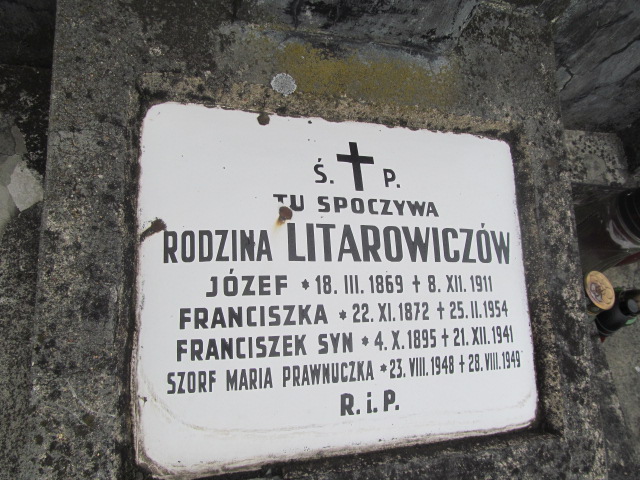 Ś. P.
TU SPOCZYWA
RODZINA LITAROWICZÓW
JÓZEF * 18. III. 1869 + 8. XII. 1911
FRANCISZKA * 22. XI. 1872 + 25. II. 1954
FRANCISZEK SYN * 4. X. 1895 + 21. XII. 1941
SZORF MARIA PRAWNUCZKA * 23. VIII. 1948 + 28. VIII. 1949
R. i. P.